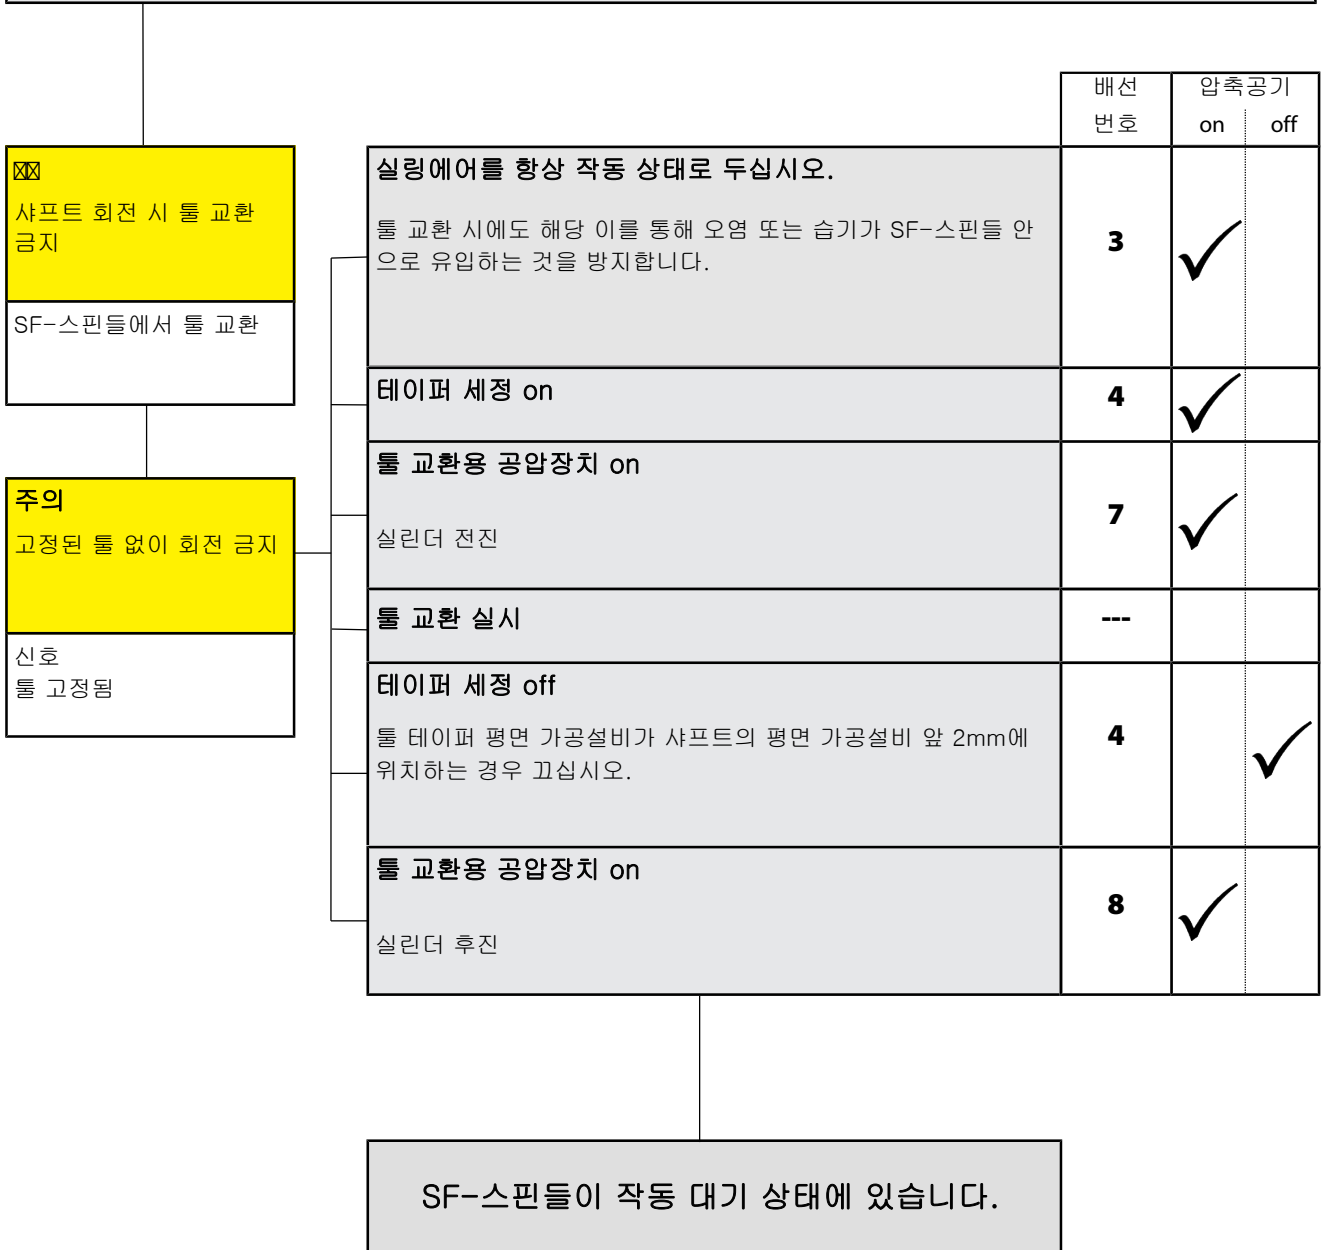 배선
번호
압축공기
on off
샤프트 회전 시 툴 교환
금지
SF-스핀들에서 툴 교환
주의
고정된 툴 없이 회전 금지
신호
툴 고정됨
실링에어를 항상 작동 상태로 두십시오.
툴 교환 시에도 해당 이를 통해 오염 또는 습기가 SF-스핀들 안
으로 유입하는 것을 방지합니다.
3
테이퍼 세정 on
4
툴 교환용 공압장치 on
실린더 전진
7
툴 교환 실시
---
테이퍼 세정 off
툴 테이퍼 평면 가공설비가 샤프트의 평면 가공설비 앞 2mm에
위치하는 경우 끄십시오.
4
툴 교환용 공압장치 on
실린더 후진
8
SF-스핀들이 작동 대기 상태에 있습니다.